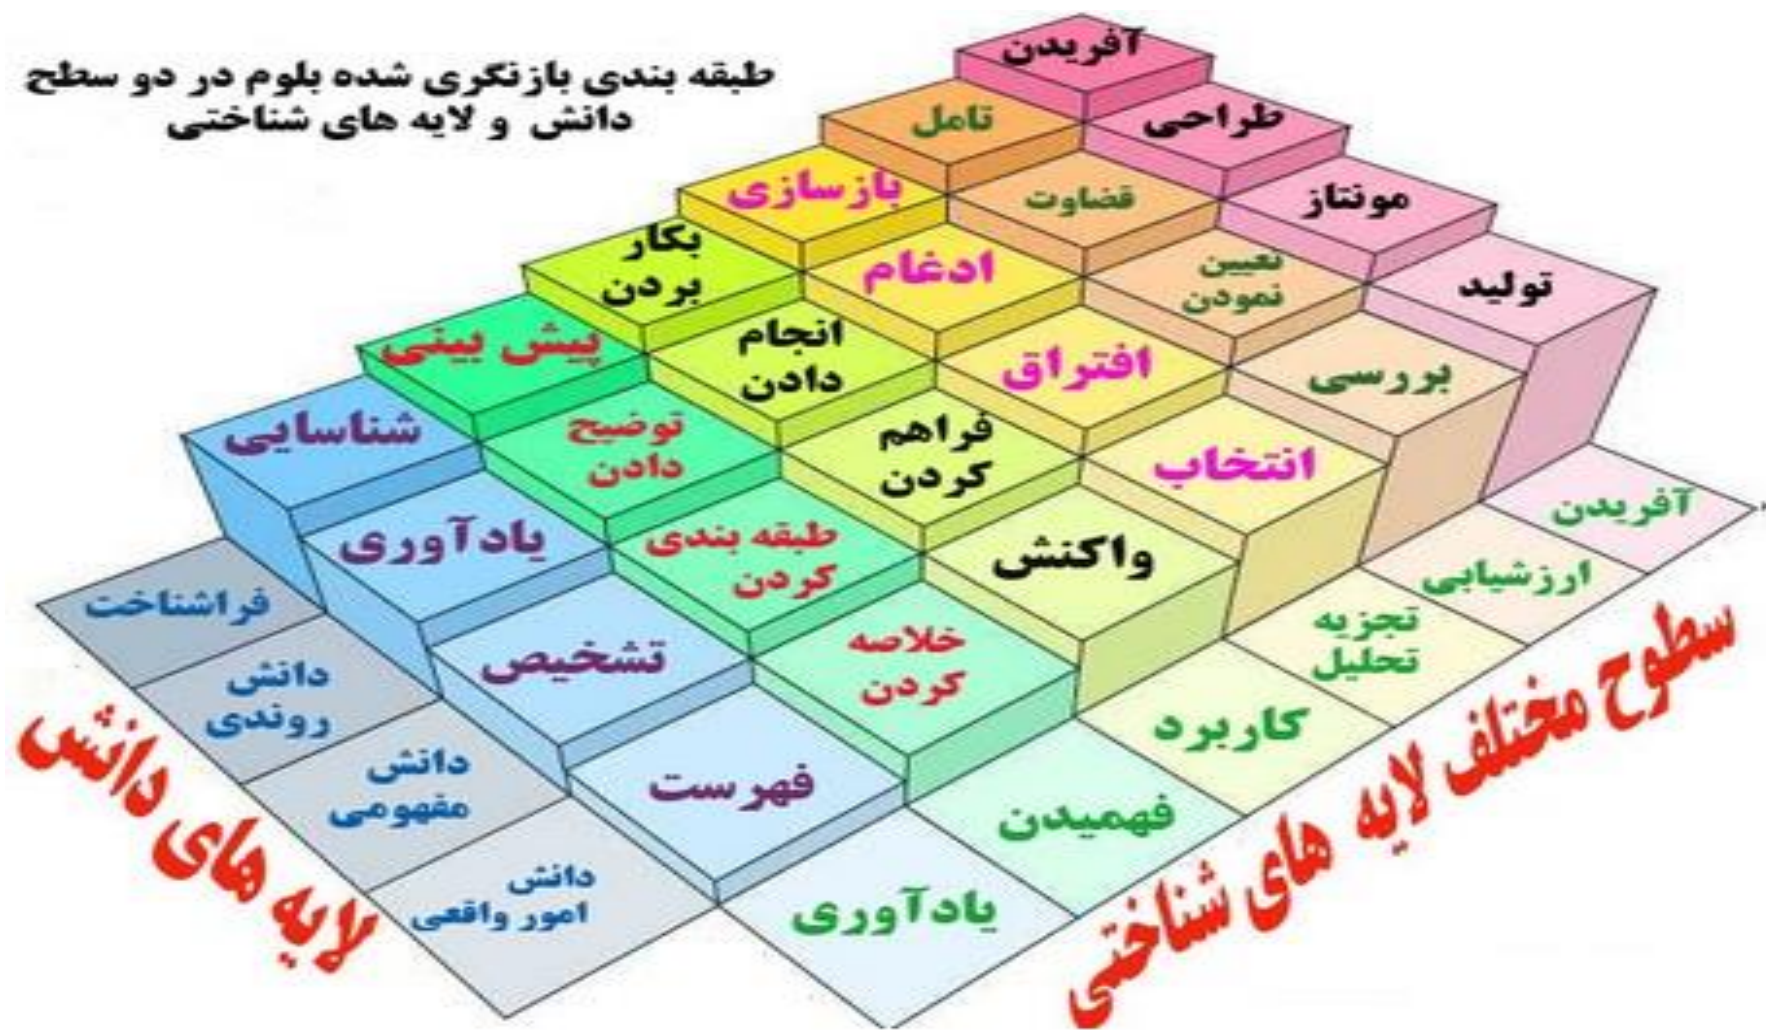 طبقه بندی بازنگری شده بلوم در دو سطح
دانش و لایه های شناختی
آفریدن
تامل
طراحی
بازسازی
قضاوت
مونتاژ
بکار
بردن
ادغام
تعیین
نمودن
تولید
پیش بینی
انجام
دادن
افتراق
بررسی
شناسایی
توضیح
دادن
فراهم
کردن
انتخاب
یادآوری
طبقه بندی
کردن
واکنش
تشخیص
خلاصه
کردن
فهرست
آفریدن
ارزشیابی
تجزیه
تحلیل
کاربرد
فهمیدن
یادآوری
سطوح مختلف لایه های شناختی
فراشناخت
دانش
روندی
دانش
مفهومی
دانش
امور واقعی
لایه های دانش